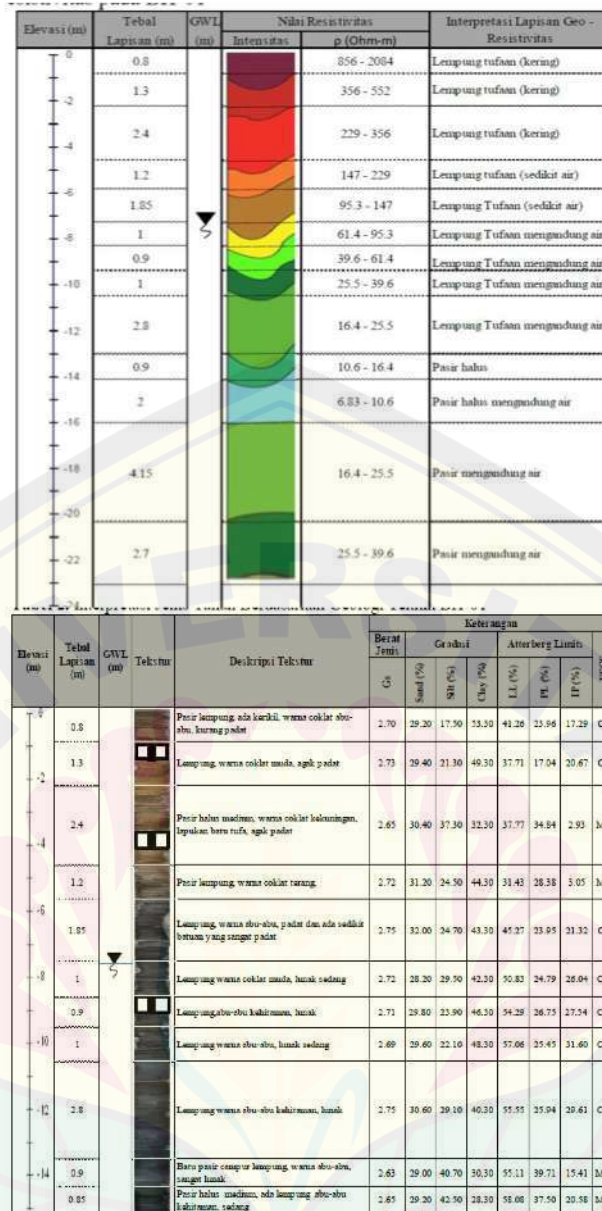 Elevasi (m) Tebal Lapisan (m) GWL (m) Nilai Resistivitas Interpretasi Lapisan Geo - Resistivitas
Intensitas ρ (Ohm-m)
0 0.8 856 - 2084 Lempung tufaan (kering)
-2 1.3 356 - 552 Lempung tufaan (kering)
-4 2.4 229 - 356 Lempung tufaan (kering)
1.2 147 - 229 Lempung tufaan (sedikit air)
-6 1.85 95.3 - 147 Lempung Tufaan (sedikit air)
-8 1 61.4 - 95.3 Lempung Tufaan mengandung air
0.9 39.6 - 61.4 Lempung Tufaan mengandung air
-10 1 25.5 - 39.6 Lempung Tufaan mengandung air
-12 2.8 16.4 - 25.5 Lempung Tufaan mengandung air
-14 0.9 10.6 - 16.4 Pasir halus
2 6.83 - 10.6 Pasir halus mengandung air
-16
-18 4.15 16.4 - 25.5 Pasir mengandung air
-20
-22 2.7 25.5 - 39.6 Pasir mengandung air
Elevasi (m) Tebal Lapisan (m) GWL (m) Tekstur Deskripsi Tekstur Keterangan
Berat Jenis Gradasi Atterberg Limits
Gs Sand (%) Silt (%) Clay (%) LL (%) PL (%) IP (%)
0.8 Pasir lempung, ada kerikil, warna coklat abu-abu, kurang padat 2.70 29.20 17.50 53.30 41.26 23.96 17.29
-2 1.3 Lempung, warna coklat muda, agak padat 2.73 29.40 21.30 49.30 37.71 17.04 20.67
-4 2.4 Pasir halus medium, warna coklat kekuningan, lapukan batu tufa, agak padat 2.65 30.40 37.30 32.30 37.77 34.84 2.93
1.2 Pasir lempung, warna coklat terang, 2.72 31.20 24.50 44.30 31.43 28.38 3.05
-6 1.85 Lempung, warna abu-abu, padat dan ada sedikit batuan yang sangat padat 2.75 32.00 24.70 43.30 45.27 23.95 21.32
-8 1 Lempung warna coklat muda, lunak sedang 2.72 28.20 29.50 42.30 50.83 24.79 26.04
0.9 Lempung,abu-abu kehitaman, lunak 2.71 29.80 23.90 46.30 54.29 26.75 27.54
-10 1 Lempung warna abu-abu, lunak sedang 2.69 29.60 22.10 48.30 57.06 25.45 31.60
-12 2.8 Lempung warna abu-abu kehitaman, lunak 2.75 30.60 29.10 40.30 55.55 25.94 29.61
-14 0.9 Batu pasir campur lempung, warna abu-abu, sangat lunak 2.63 29.00 40.70 30.30 55.11 39.71 15.41
0.85 Pasir halus medium, ada lempung abu-abu kehitaman, sedang 2.65 29.20 42.50 28.30 58.08 37.50 20.58